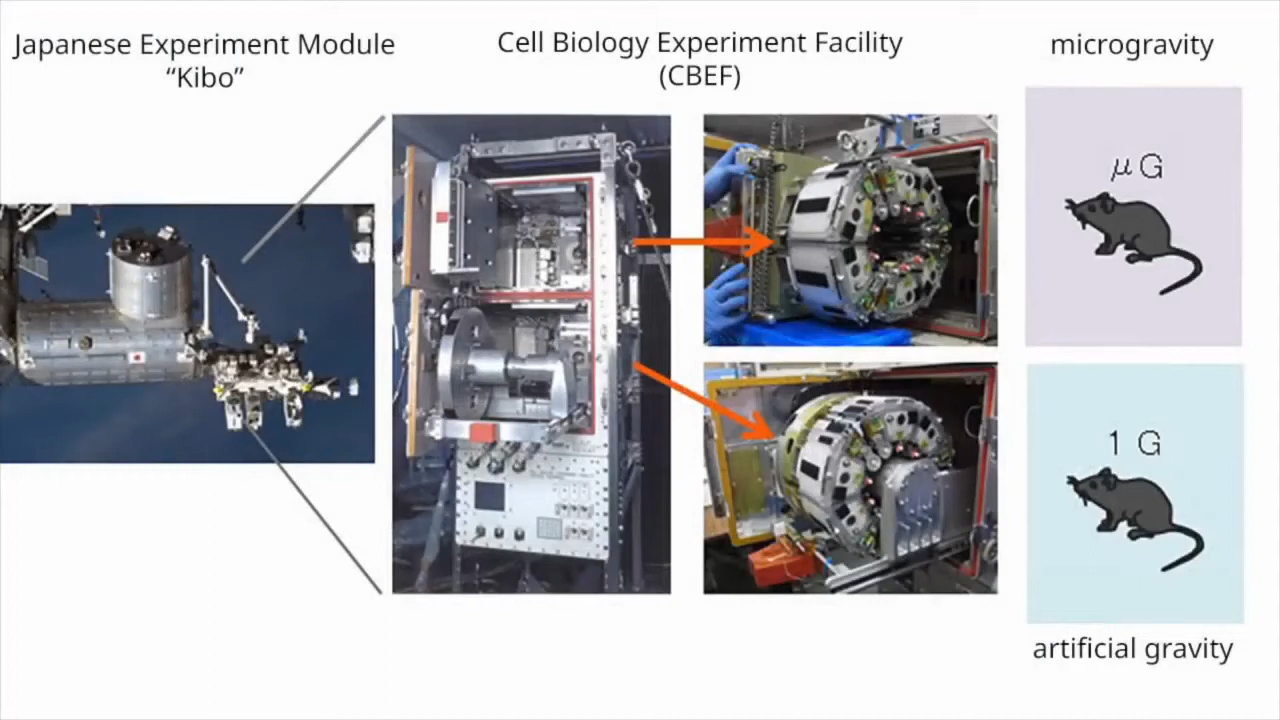 Japanese Experiment Module
“Kibo”
Cell Biology Experiment Facility
(CBEF)
microgravity
μG
1 G
artificial gravity